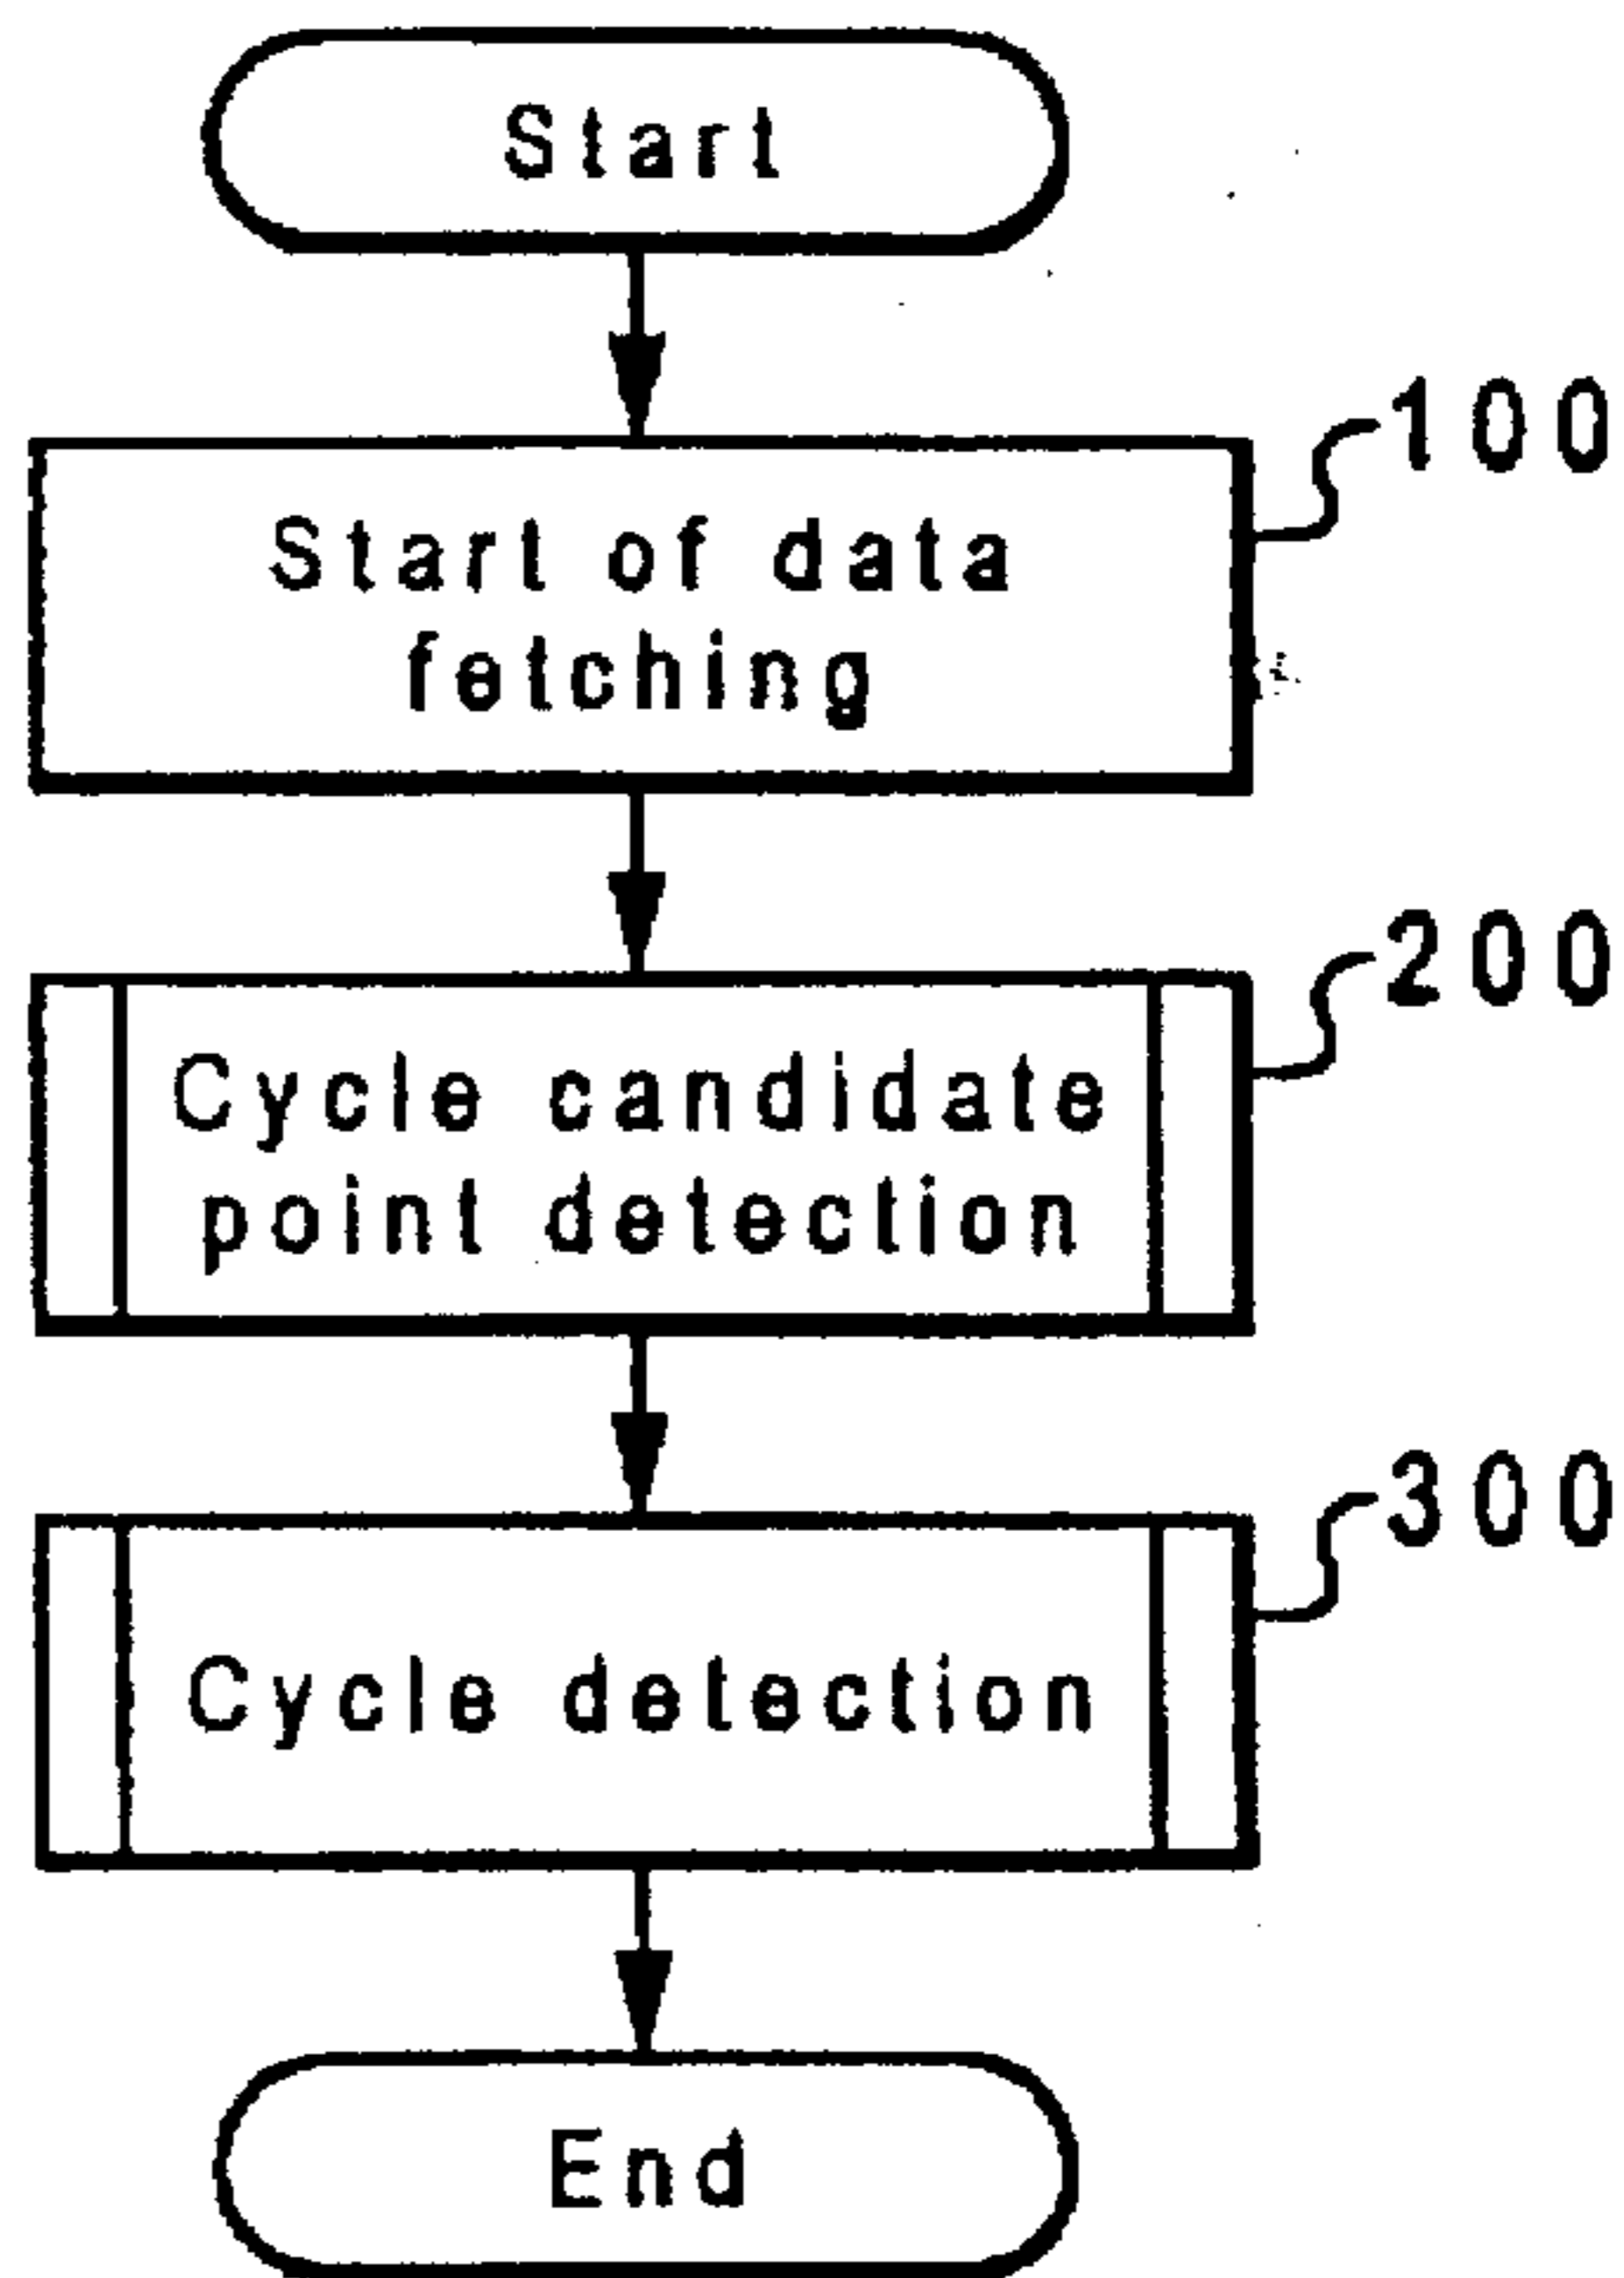 Start
100
Start of data
fetching
200
Cycle candidate
point detection
300
Cycle detection
End